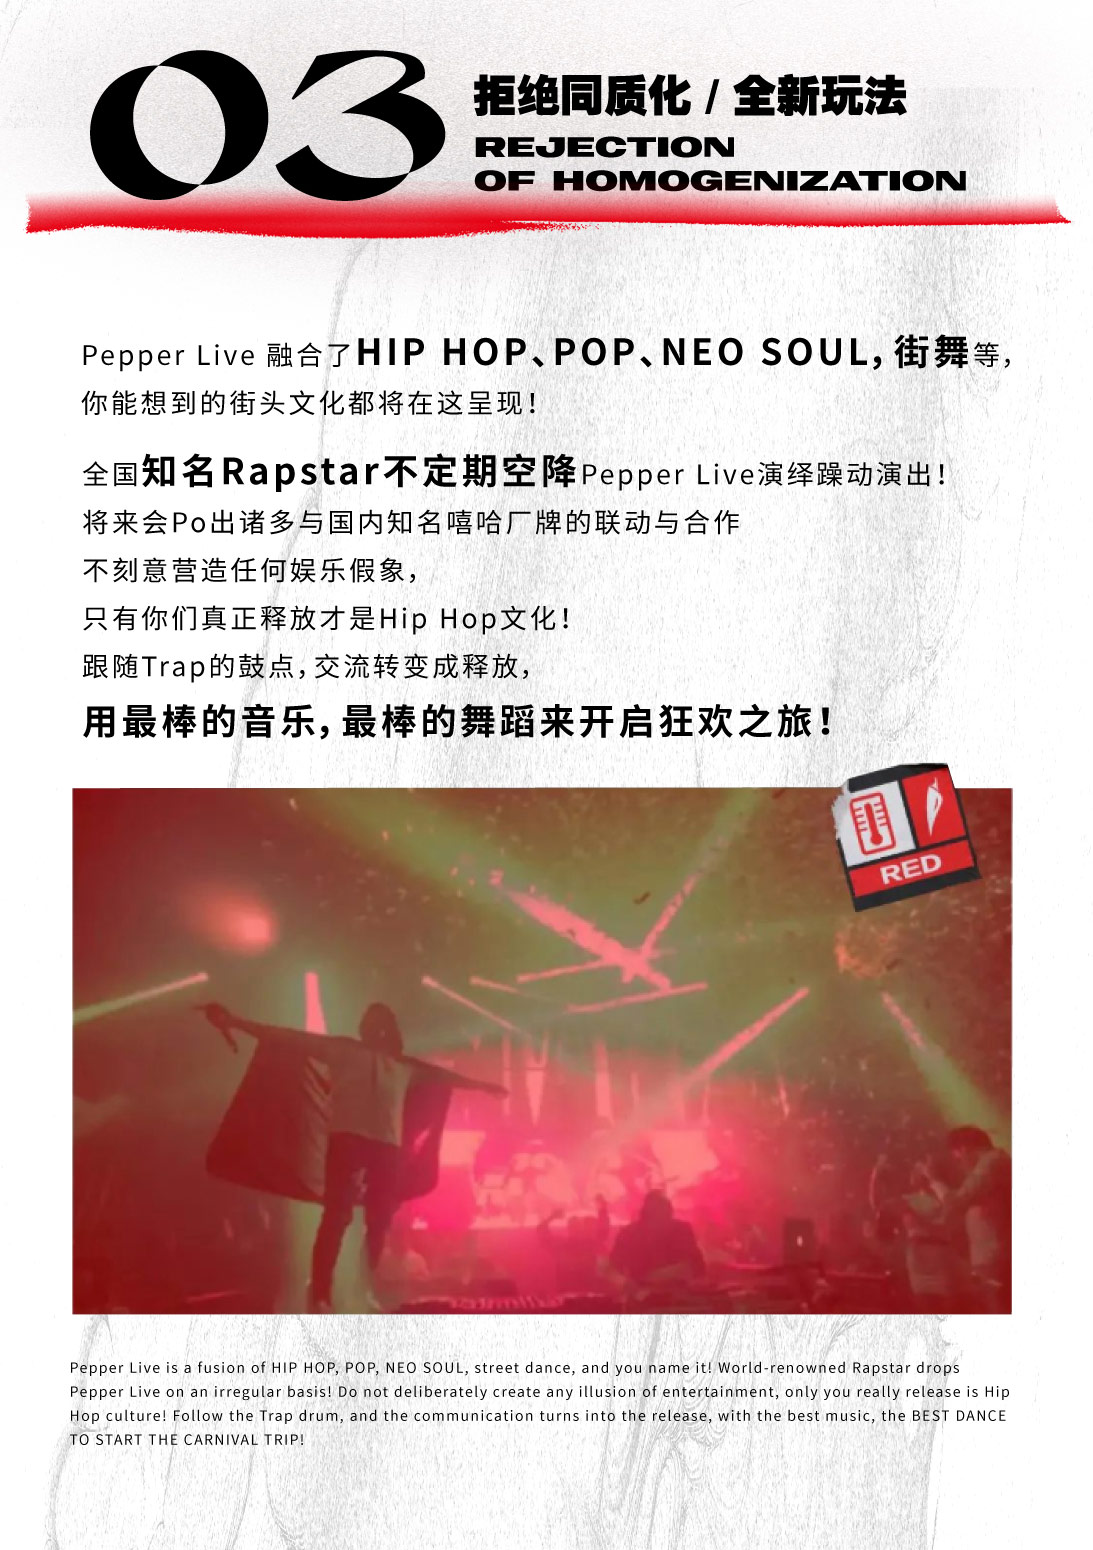 03
拒绝同质化 / 全新玩法
REJECTION
OF HOMOGENIZATION
Pepper Live 融合了HIP HOP、POP、NEO SOUL，街舞等，
你能想到的街头文化都将在这呈现！
全国知名Rapstar不定期空降Pepper Live演绎躁动演出！
将来会Po出诸多与国内知名嘻哈厂牌的联动与合作
不刻意营造任何娱乐假象，
只有你们真正释放才是Hip Hop文化！
跟随Trap的鼓点，交流转变成释放，
用最棒的音乐，最棒的舞蹈来开启狂欢之旅！
RED
Pepper Live is a fusion of HIP HOP, POP, NEO SOUL, street dance, and you name it! World-renowned Rapstar drops
Pepper Live on an irregular basis! Do not deliberately create any illusion of entertainment, only you really release is Hip
Hop culture! Follow the Trap drum, and the communication turns into the release, with the best music, the BEST DANCE
TO START THE CARNIVAL TRIP!